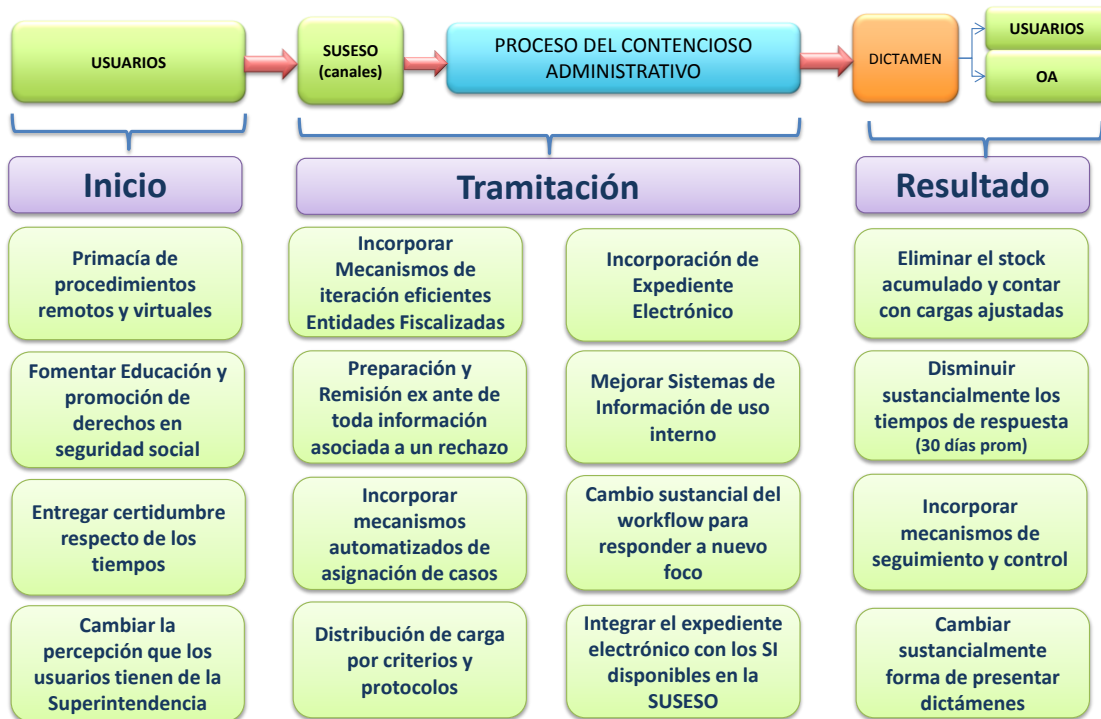 USUARIOS
SUSESO
(canales)
PROCESO DEL CONTENCIOSO
ADMINISTRATIVO
DICTAMEN
USUARIOS
OA
Inicio
Tramitación
Resultado
Primacía de
procedimientos
remotos y virtuales
Fomentar Educación y
promoción de
derechos en
seguridad social
Entregar certidumbre
respecto de los
tiempos
Cambiar la
percepción que los
usuarios tienen de la
Superintendencia
Incorporar
Mecanismos de
iteración eficientes
Entidades Fiscalizadas
Preparación y
Remisión ex ante de
toda información
asociada a un rechazo
Incorporar
mecanismos
automatizados de
asignación de casos
Distribución de carga
por criterios y
protocolos
Incorporación de
Expediente
Electrónico
Mejorar Sistemas de
Información de uso
interno
Cambio sustancial del
workflow para
responder a nuevo
foco
Integrar el expediente
electrónico con los SI
disponibles en la
SUSESO
Eliminar el stock
acumulado y contar
con cargas ajustadas
Disminuir
sustancialmente los
tiempos de respuesta
(30 días prom)
Incorporar
mecanismos de
seguimiento y control
Cambiar
sustancialmente
forma de presentar
dictámenes